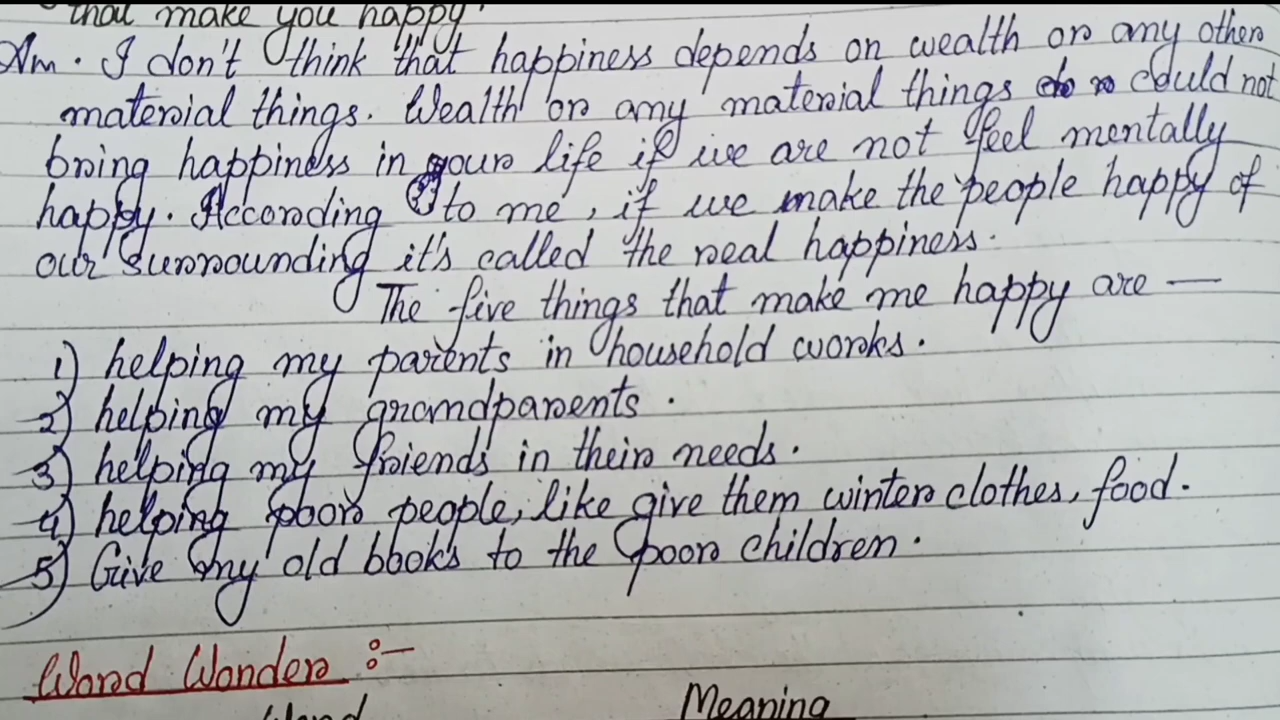 that make you happy.
Ans. I don't think that happiness depends on wealth or any other
material things. Wealth or any material things could not
bring happiness in your life if we are not feel mentally
happy. According to me, if we make the people happy of
our surrounding it's called the real happiness.
The five things that make me happy are —
1) helping my parents in household works.
2) helping my grandparents.
3) helping my friends in their needs.
4) helping poor people, like give them winter clothes, food.
5) Give my old books to the poor children.
Word Wonder :-
Word Meaning